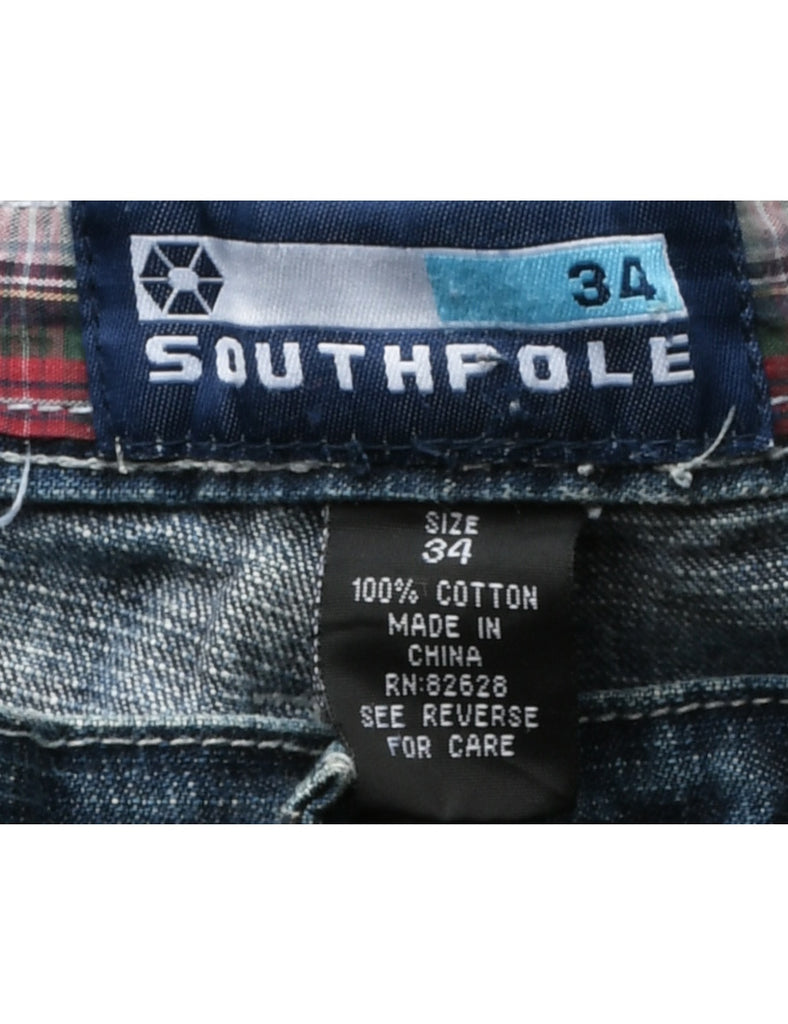 34
SOUTHPOLE
SIZE
34
100% COTTON
MADE IN
CHINA
RN:82628
SEE REVERSE
FOR CARE